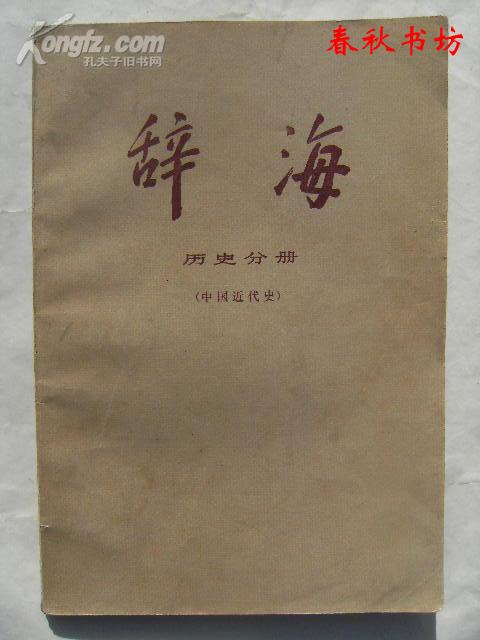 Kongfz.com
孔夫子旧书网
春秋书坊
辞海
历史分册
(中国近代史)